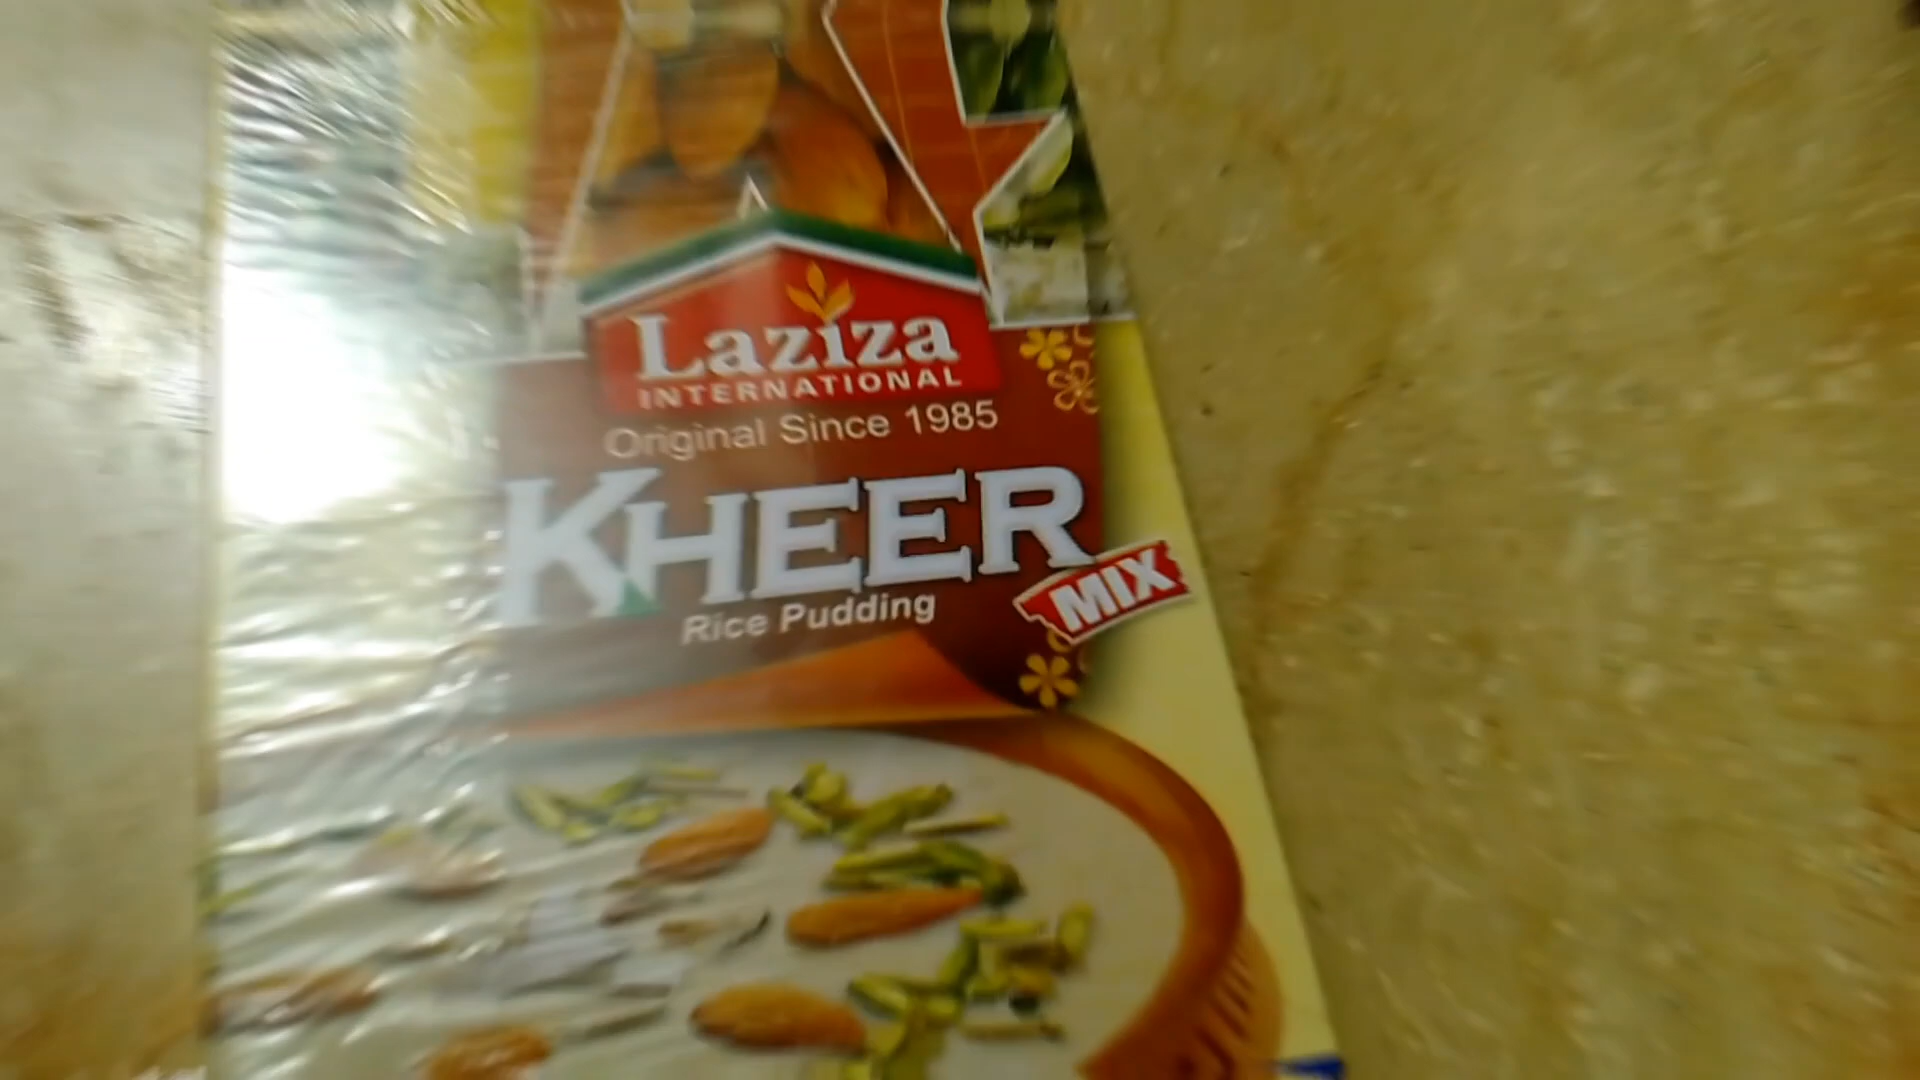 Laziza
INTERNATIONAL
Original Since 1985
KHEER
MIX
Rice Pudding